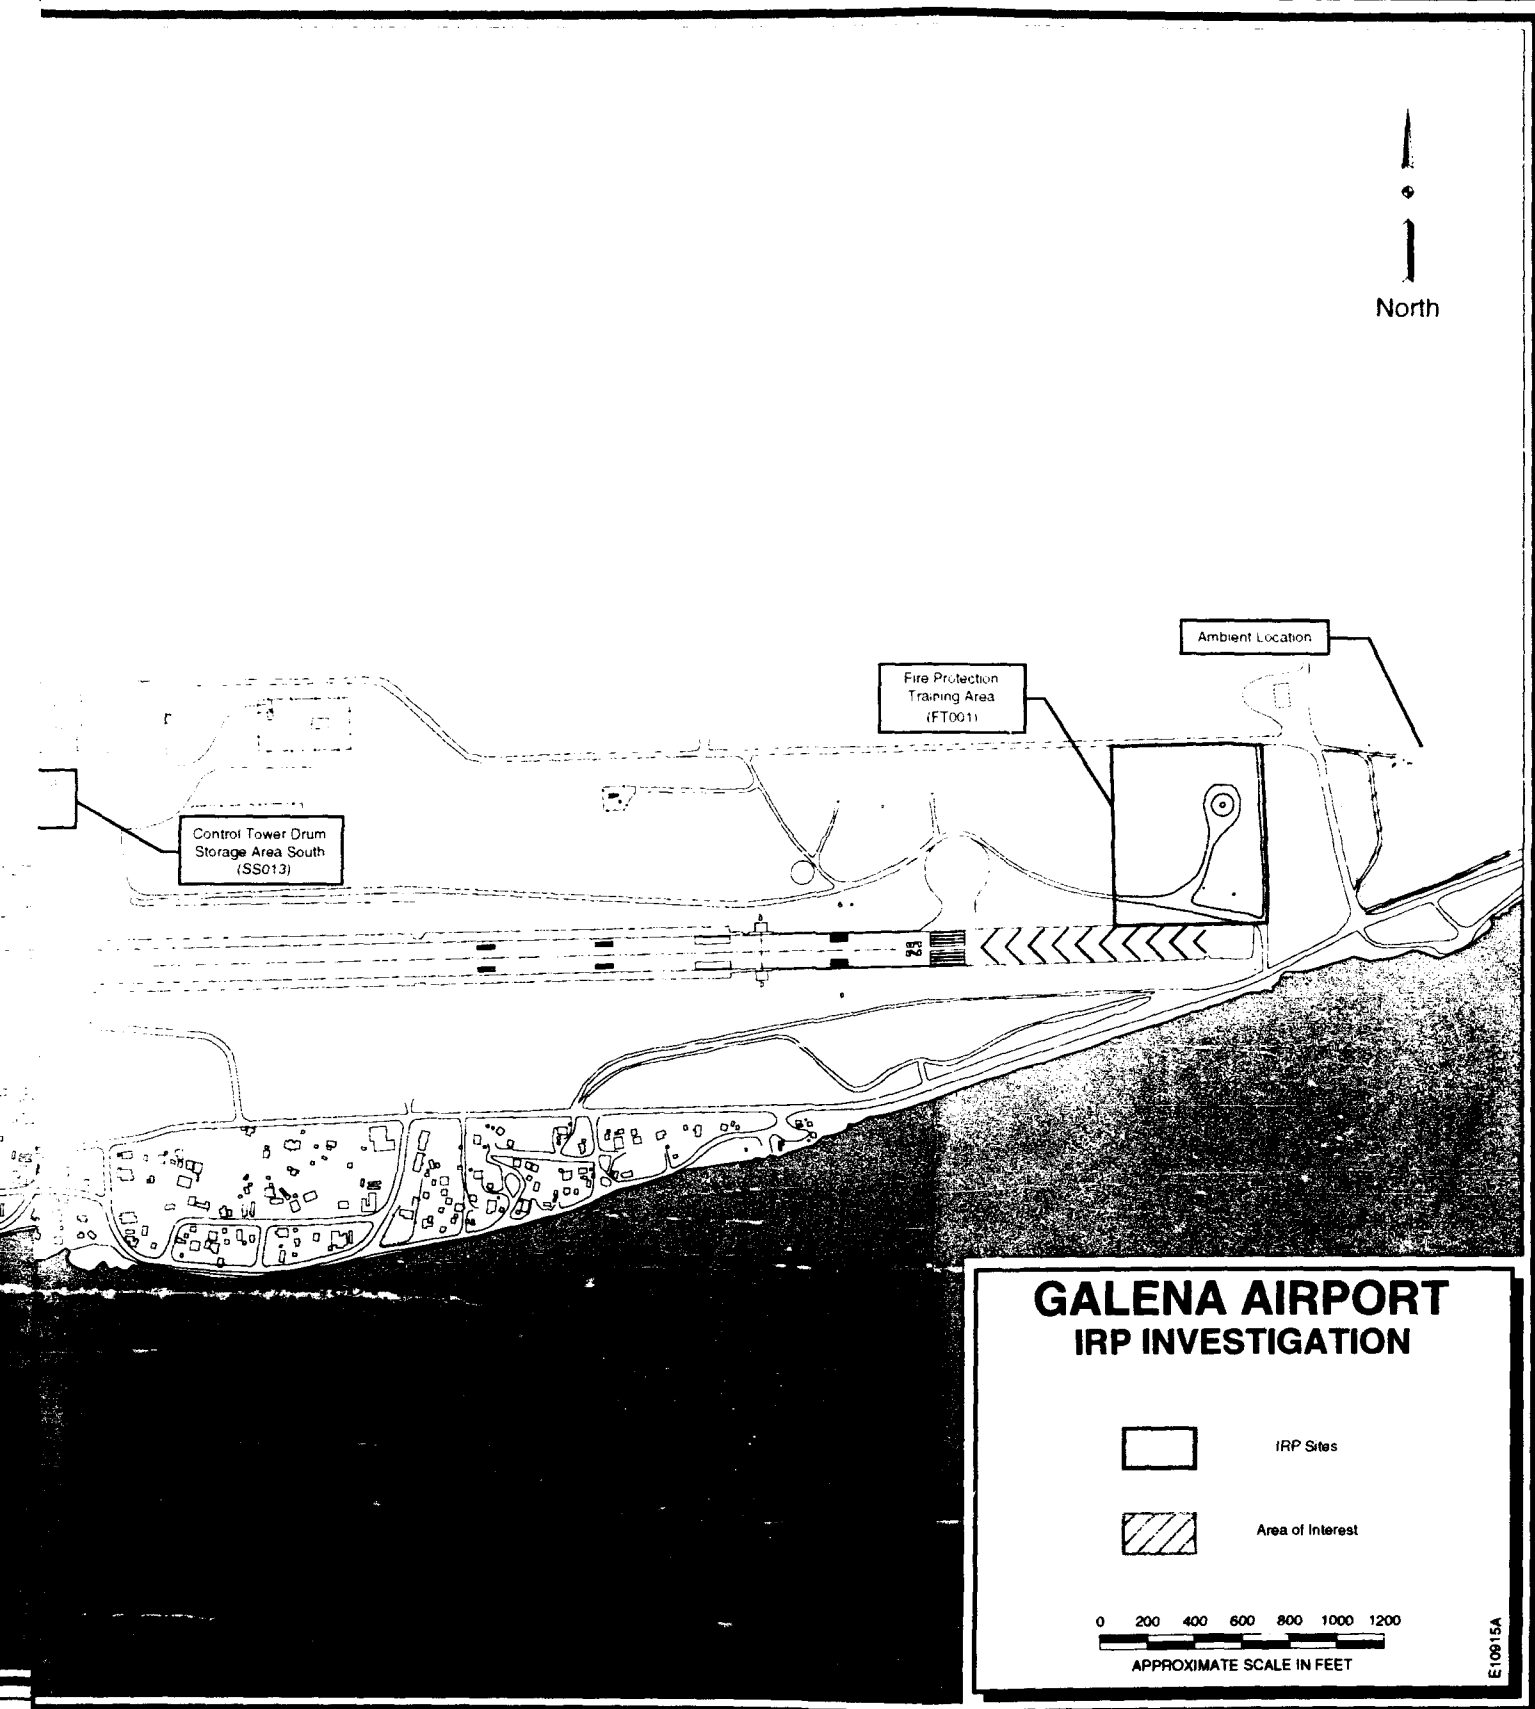 North
Ambient Location
Fire Protection
Training Area
(FT001)
Control Tower Drum
Storage Area South
(SS013)
GALENA AIRPORT
IRP INVESTIGATION
IRP Sites
Area of Interest
0 200 400 600 800 1000 1200
APPROXIMATE SCALE IN FEET
E10915A